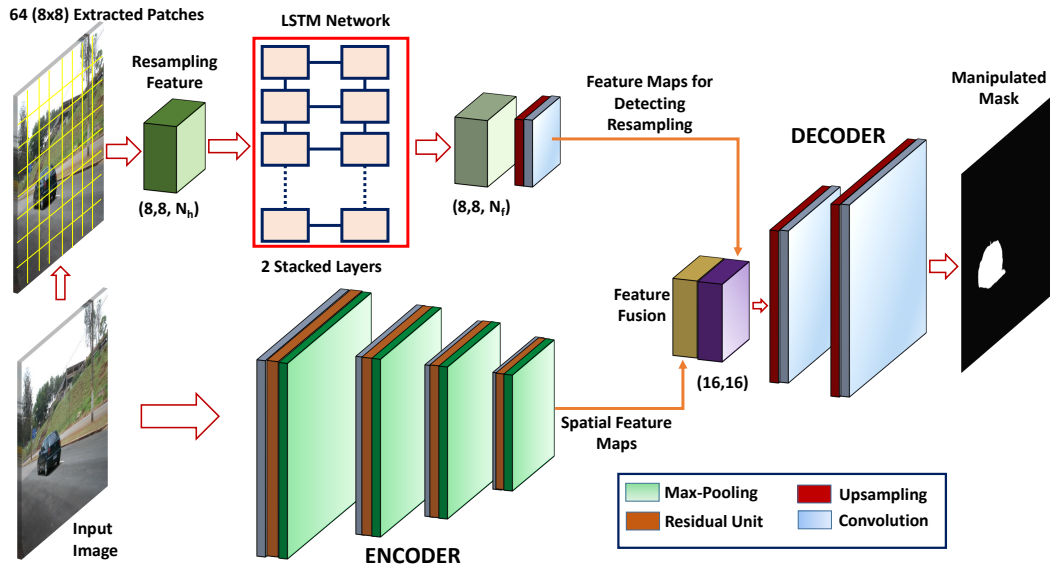 64 (8x8) Extracted Patches
LSTM Network
Resampling
Feature
(8,8, Nh)
2 Stacked Layers
(8,8, Nf)
Feature Maps for
Detecting
Resampling
DECODER
Manipulated
Mask
Feature
Fusion
(16,16)
Spatial Feature
Maps
Input
Image
ENCODER
Max-Pooling
Upsampling
Residual Unit
Convolution